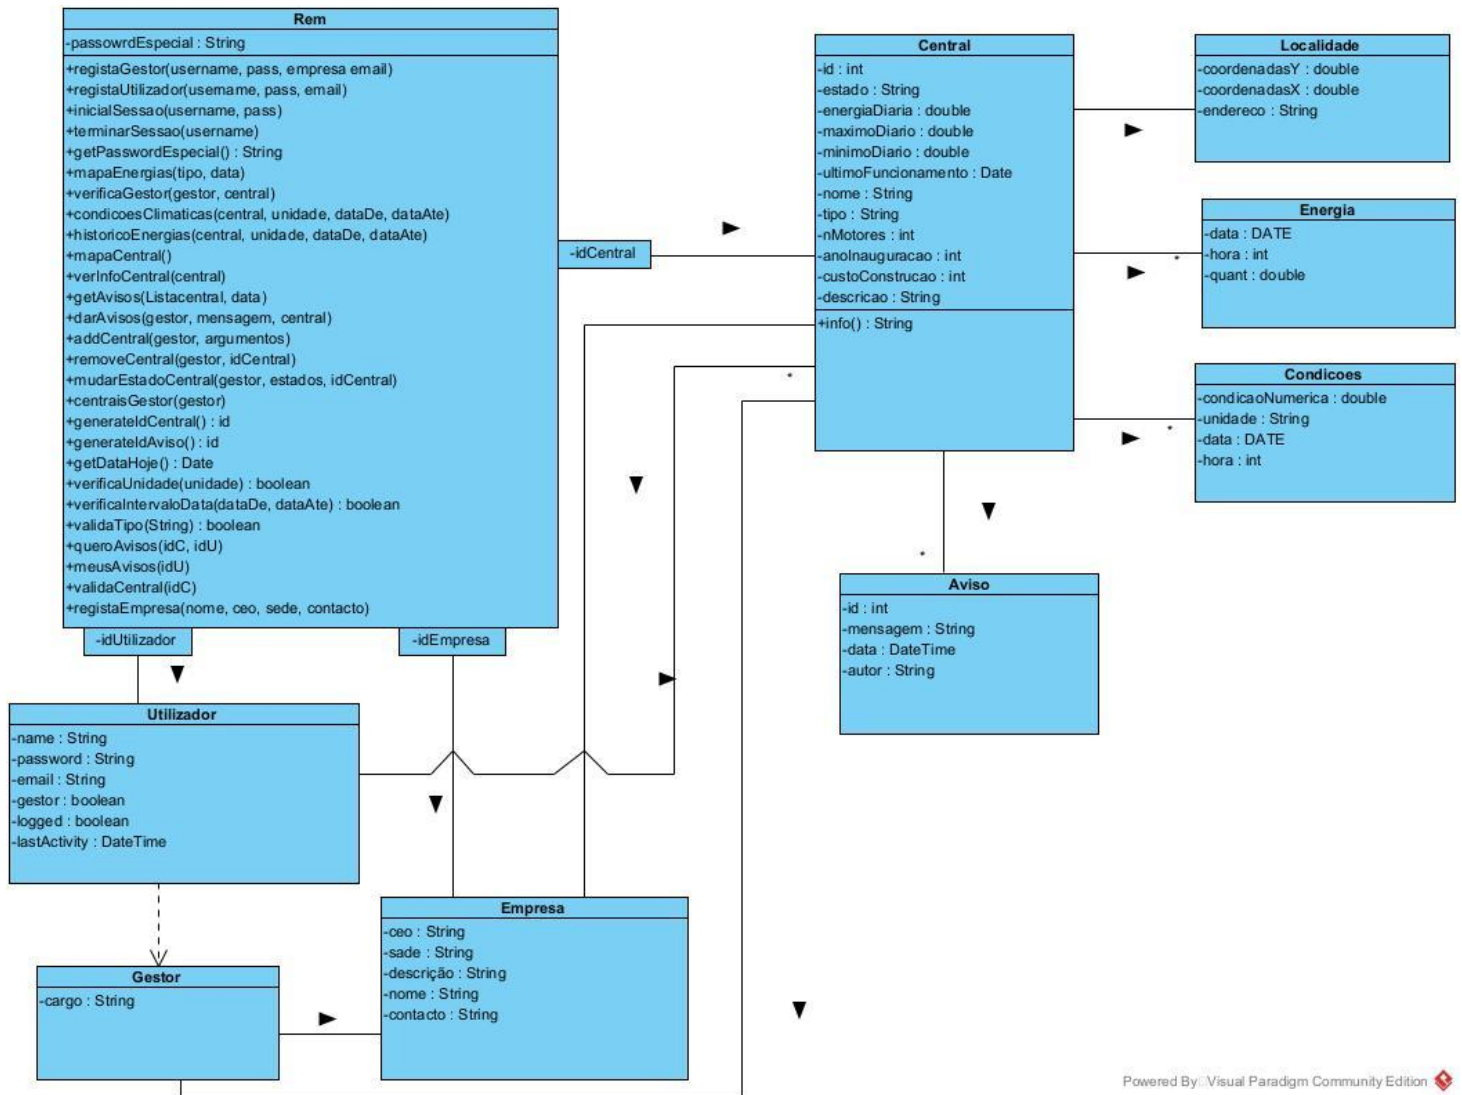 Rem
-passowrdEspecial : String
+registaGestor(username, pass, empresa email)
+registaUtilizador(username, pass, email)
+inicialSessao(username, pass)
+terminarSessao(username)
+getPasswordEspecial() : String
+mapaEnergias(tipo, data)
+verificaGestor(gestor, central)
+condicoesClimaticas(central, unidade, dataDe, dataAte)
+historicoEnergias(central, unidade, dataDe, dataAte)
+mapaCentral()
+verInfoCentral(central)
+getAvisos(Listacentral, data)
+darAvisos(gestor, mensagem, central)
+addCentral(gestor, argumentos)
+removeCentral(gestor, idCentral)
+mudarEstadoCentral(gestor, estados, idCentral)
+centraisGestor(gestor)
+generateIdCentral() : id
+generateIdAviso() : id
+getDataHoje() : Date
+verificaUnidade(unidade) : boolean
+verificaIntervaloData(dataDe, dataAte) : boolean
+validaTipo(String) : boolean
+queroAvisos(idC, idU)
+meusAvisos(idU)
+validaCentral(idC)
+registaEmpresa(nome, ceo, sede, contacto)
-idCentral
-idUtilizador
-idEmpresa
Central
-id : int
-estado : String
-energiaDiaria : double
-maximoDiario : double
-minimoDiario : double
-ultimoFuncionamento : Date
-nome : String
-tipo : String
-nMotores : int
-anoInauguracao : int
-custoConstrucao : int
-descricao : String
+info() : String
*
Localidade
-coordenadasY : double
-coordenadasX : double
-endereco : String
Energia
-data : DATE
-hora : int
-quant : double
*
Condicoes
-condicaoNumerica : double
-unidade : String
-data : DATE
-hora : int
*
*
Aviso
-id : int
-mensagem : String
-data : DateTime
-autor : String
Utilizador
-name : String
-password : String
-email : String
-gestor : boolean
-logged : boolean
-lastActivity : DateTime
Empresa
-ceo : String
-sade : String
-descrição : String
-nome : String
-contacto : String
Gestor
-cargo : String
Powered By Visual Paradigm Community Edition